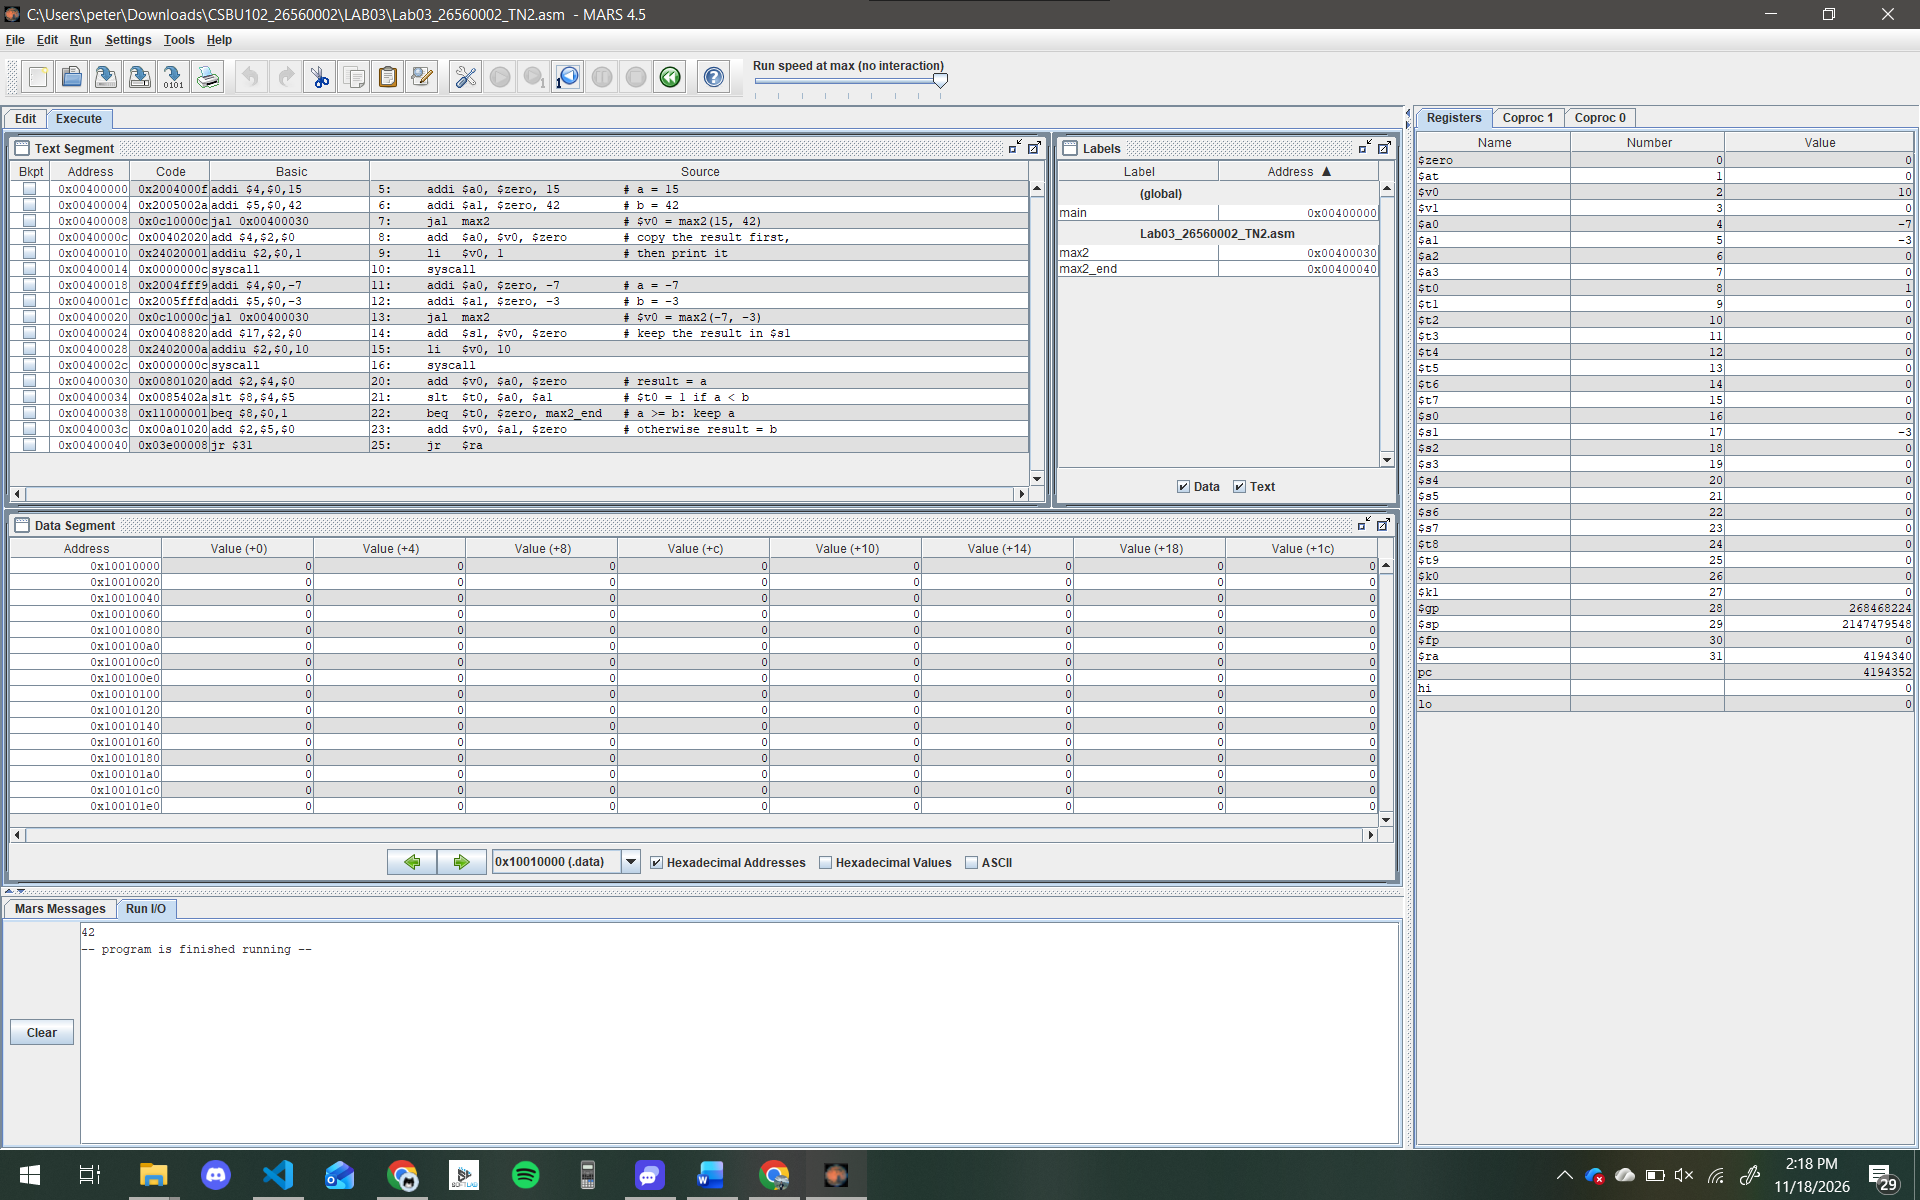 C:\Users\peter\Downloads\CSBU102_26560002\LAB03\Lab03_26560002_TN2.asm - MARS 4.5
File Edit Run Settings Tools Help
Run speed at max (no interaction)
Edit Execute
Text Segment
Bkpt Address Code Basic Source
0x00400000 0x2004000f addi $4,$0,15 5: addi $a0, $zero, 15 # a = 15
0x00400004 0x2005002a addi $5,$0,42 6: addi $a1, $zero, 42 # b = 42
0x00400008 0x0c10000c jal 0x00400030 7: jal max2 # $v0 = max2(15, 42)
0x0040000c 0x00402020 add $4,$2,$0 8: add $a0, $v0, $zero # copy the result first,
0x00400010 0x24020001 addiu $2,$0,1 9: li $v0, 1 # then print it
0x00400014 0x0000000c syscall 10: syscall
0x00400018 0x2004fff9 addi $4,$0,-7 11: addi $a0, $zero, -7 # a = -7
0x0040001c 0x2005fffd addi $5,$0,-3 12: addi $a1, $zero, -3 # b = -3
0x00400020 0x0c10000c jal 0x00400030 13: jal max2 # $v0 = max2(-7, -3)
0x00400024 0x00408820 add $17,$2,$0 14: add $s1, $v0, $zero # keep the result in $s1
0x00400028 0x2402000a addiu $2,$0,10 15: li $v0, 10
0x0040002c 0x0000000c syscall 16: syscall
0x00400030 0x00801020 add $2,$4,$0 20: add $v0, $a0, $zero # result = a
0x00400034 0x0085402a slt $8,$4,$5 21: slt $t0, $a0, $a1 # $t0 = 1 if a < b
0x00400038 0x11000001 beq $8,$0,1 22: beq $t0, $zero, max2_end # a >= b: keep a
0x0040003c 0x00a01020 add $2,$5,$0 23: add $v0, $a1, $zero # otherwise result = b
0x00400040 0x03e00008 jr $31 25: jr $ra
Labels
Label Address ▲
(global)
main 0x00400000
Lab03_26560002_TN2.asm
max2 0x00400030
max2_end 0x00400040
Data Text
Data Segment
Address Value (+0) Value (+4) Value (+8) Value (+c) Value (+10) Value (+14) Value (+18) Value (+1c)
0x10010000 0 0 0 0 0 0 0 0
0x10010020 0 0 0 0 0 0 0 0
0x10010040 0 0 0 0 0 0 0 0
0x10010060 0 0 0 0 0 0 0 0
0x10010080 0 0 0 0 0 0 0 0
0x100100a0 0 0 0 0 0 0 0 0
0x100100c0 0 0 0 0 0 0 0 0
0x100100e0 0 0 0 0 0 0 0 0
0x10010100 0 0 0 0 0 0 0 0
0x10010120 0 0 0 0 0 0 0 0
0x10010140 0 0 0 0 0 0 0 0
0x10010160 0 0 0 0 0 0 0 0
0x10010180 0 0 0 0 0 0 0 0
0x100101a0 0 0 0 0 0 0 0 0
0x100101c0 0 0 0 0 0 0 0 0
0x100101e0 0 0 0 0 0 0 0 0
0x10010000 (.data) Hexadecimal Addresses Hexadecimal Values ASCII
Mars Messages Run I/O
42
-- program is finished running --
Clear
Registers Coproc 1 Coproc 0
Name Number Value
$zero 0 0
$at 1 0
$v0 2 10
$v1 3 0
$a0 4 -7
$a1 5 -3
$a2 6 0
$a3 7 0
$t0 8 1
$t1 9 0
$t2 10 0
$t3 11 0
$t4 12 0
$t5 13 0
$t6 14 0
$t7 15 0
$s0 16 0
$s1 17 -3
$s2 18 0
$s3 19 0
$s4 20 0
$s5 21 0
$s6 22 0
$s7 23 0
$t8 24 0
$t9 25 0
$k0 26 0
$k1 27 0
$gp 28 268468224
$sp 29 2147479548
$fp 30 0
$ra 31 4194340
pc 4194352
hi 0
lo 0
2:18 PM
11/18/2026
29